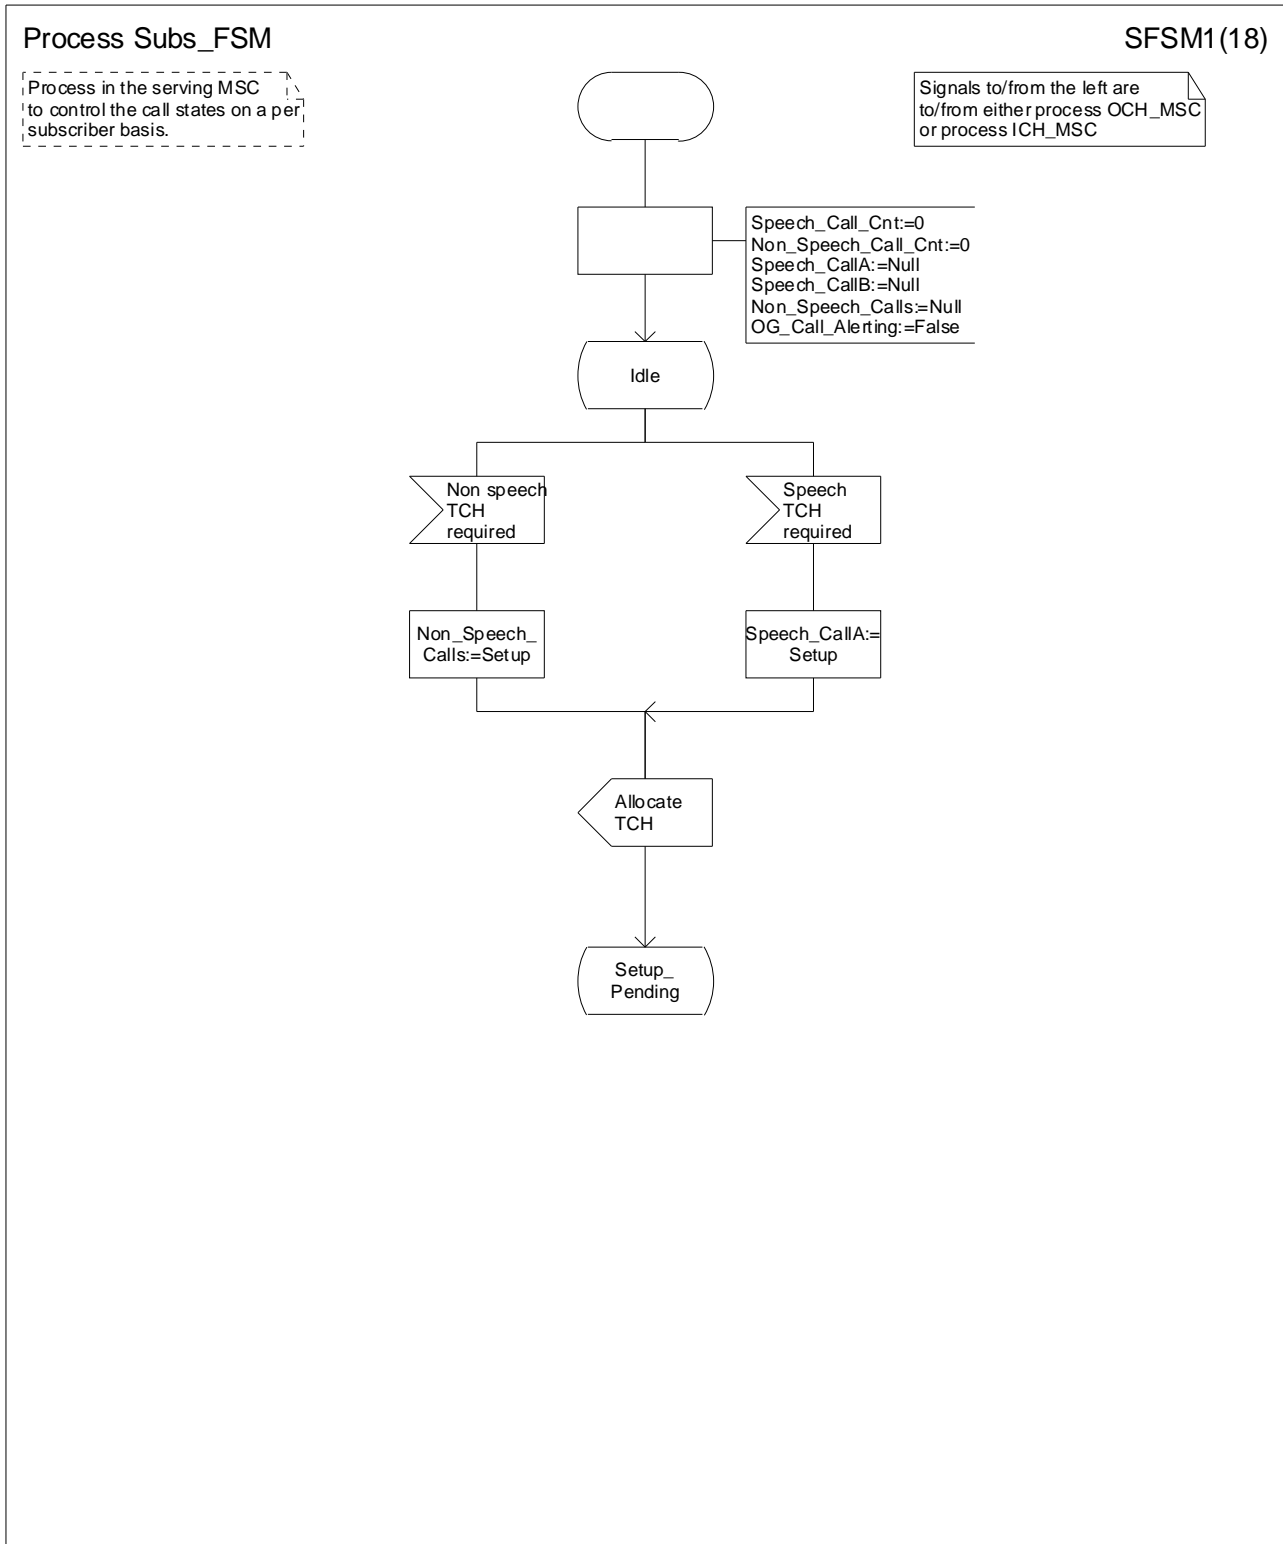 Process Subs_FSM
SFSM1(18)
Process in the serving MSC
to control the call states on a per
subscriber basis.
Signals to/from the left are
to/from either process OCH_MSC
or process ICH_MSC
Speech_Call_Cnt:=0
Non_Speech_Call_Cnt:=0
Speech_CallA:=Null
Speech_CallB:=Null
Non_Speech_Calls:=Null
OG_Call_Alerting:=False
Idle
Non speech
TCH
required
Speech
TCH
required
Non_Speech_
Calls:=Setup
Speech_CallA:=
Setup
Allocate
TCH
Setup_
Pending